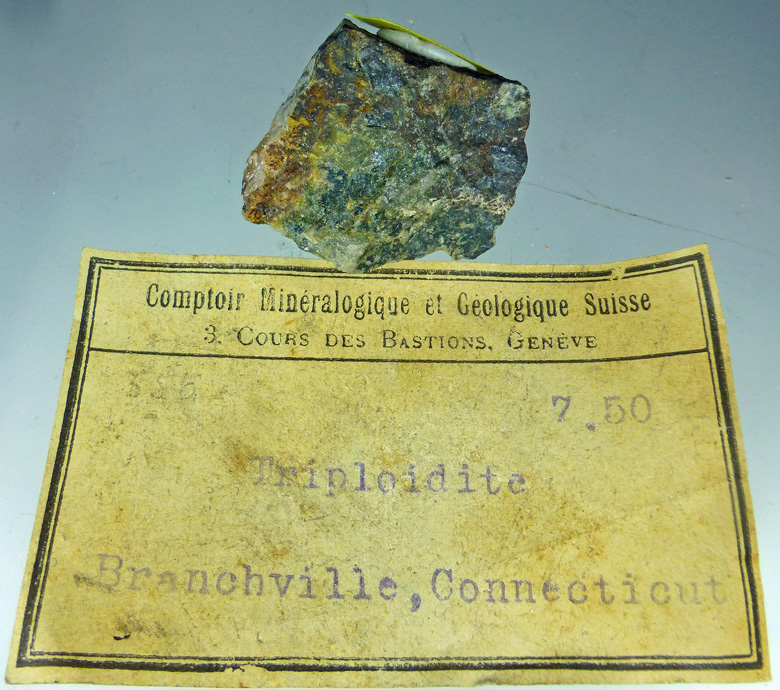 Comptoir Minéralogique et Géologique Suisse
3, COURS DES BASTIONS, GENÈVE
7.50
Triploidite
Branchville, Connecticut